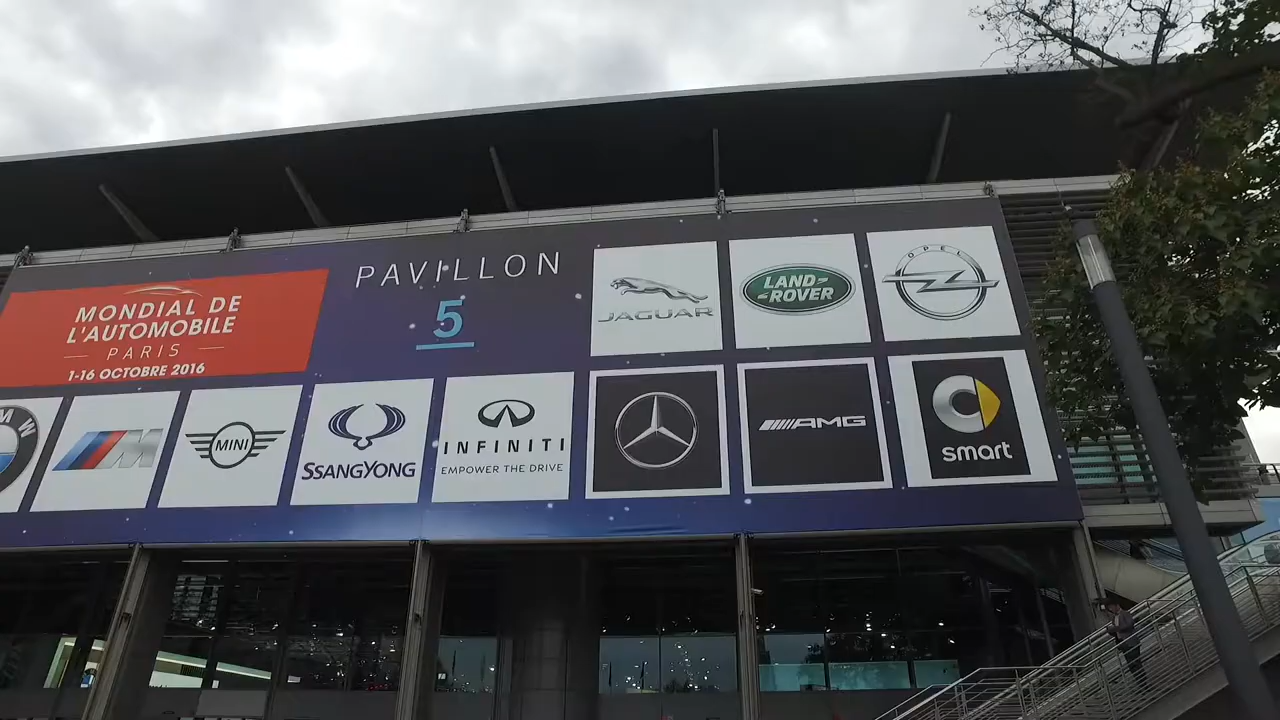 PAVILLON
5
MONDIAL DE
L'AUTOMOBILE
PARIS
1-16 OCTOBRE 2016
JAGUAR
LAND-
-ROVER
OPEL
MW
M
MINI
SSANGYONG
INFINITI
EMPOWER THE DRIVE
AMG
smart